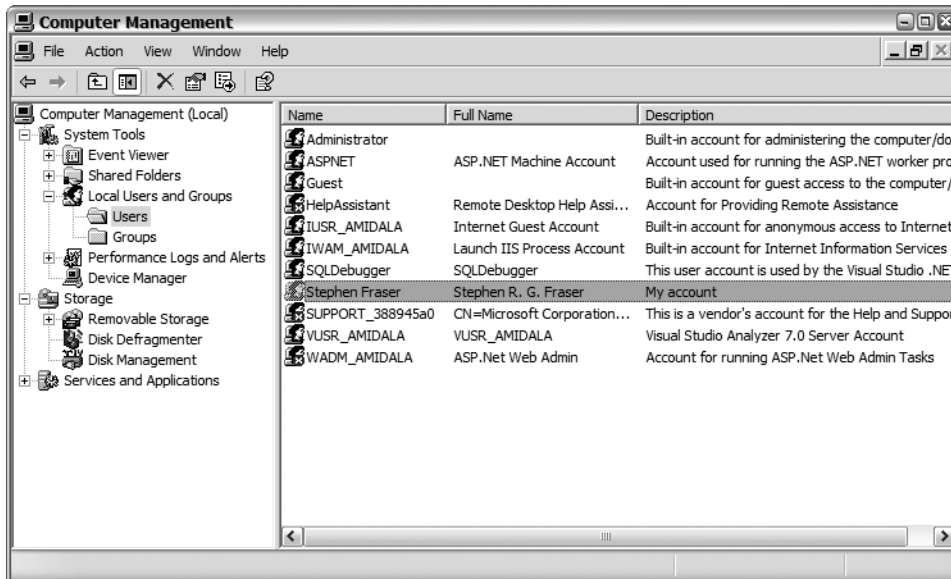 Computer Management
File Action View Window Help
Computer Management (Local)
System Tools
Event Viewer
Shared Folders
Local Users and Groups
Users
Groups
Performance Logs and Alerts
Device Manager
Storage
Removable Storage
Disk Defragmenter
Disk Management
Services and Applications
Name Full Name Description
Administrator Built-in account for administering the computer/do
ASPNET ASP.NET Machine Account Account used for running the ASP.NET worker pro
Guest Built-in account for guest access to the computer/
HelpAssistant Remote Desktop Help Assi... Account for Providing Remote Assistance
IUSR_AMIDALA Internet Guest Account Built-in account for anonymous access to Internet
IWAM_AMIDALA Launch IIS Process Account Built-in account for Internet Information Services
SQLDebugger SQLDebugger This user account is used by the Visual Studio .NE
Stephen Fraser Stephen R. G. Fraser My account
SUPPORT_388945a0 CN=Microsoft Corporation... This is a vendor's account for the Help and Suppor
VUSR_AMIDALA VUSR_AMIDALA Visual Studio Analyzer 7.0 Server Account
WADM_AMIDALA ASP.Net Web Admin Account for running ASP.Net Web Admin Tasks